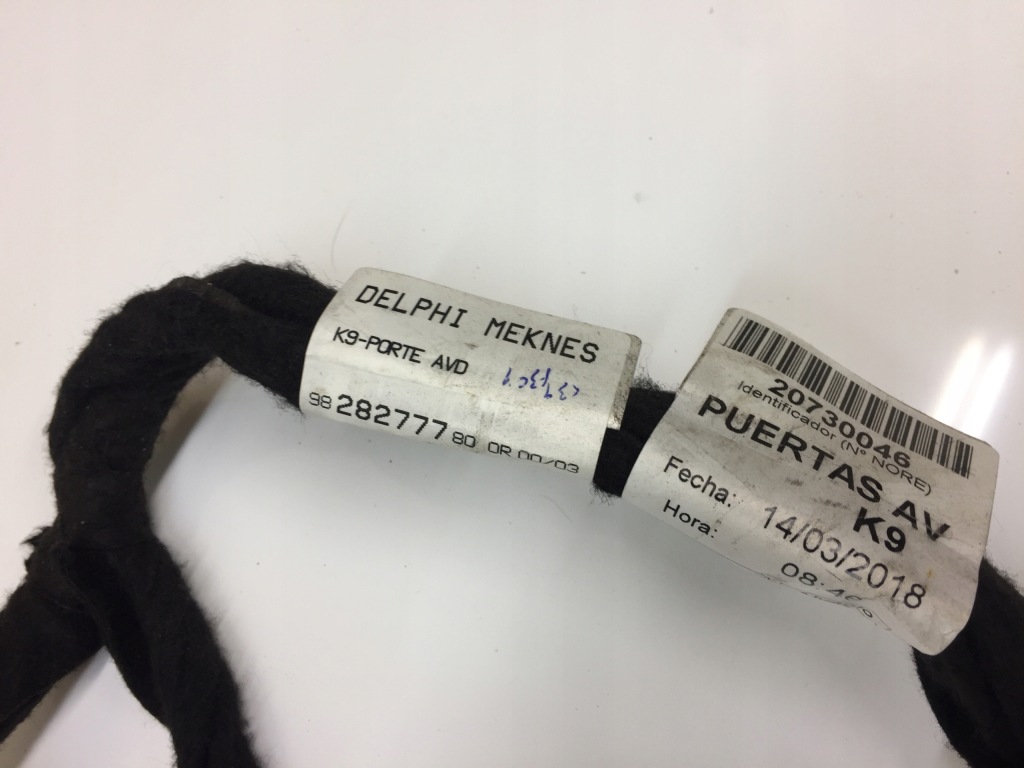 DELPHI MEKNES
K9-PORTE AVD
98 282777 80 OR 00/03
20730046
Identificador (Nº NORE)
PUERTAS AV
K9
Fecha: 14/03/2018
Hora: